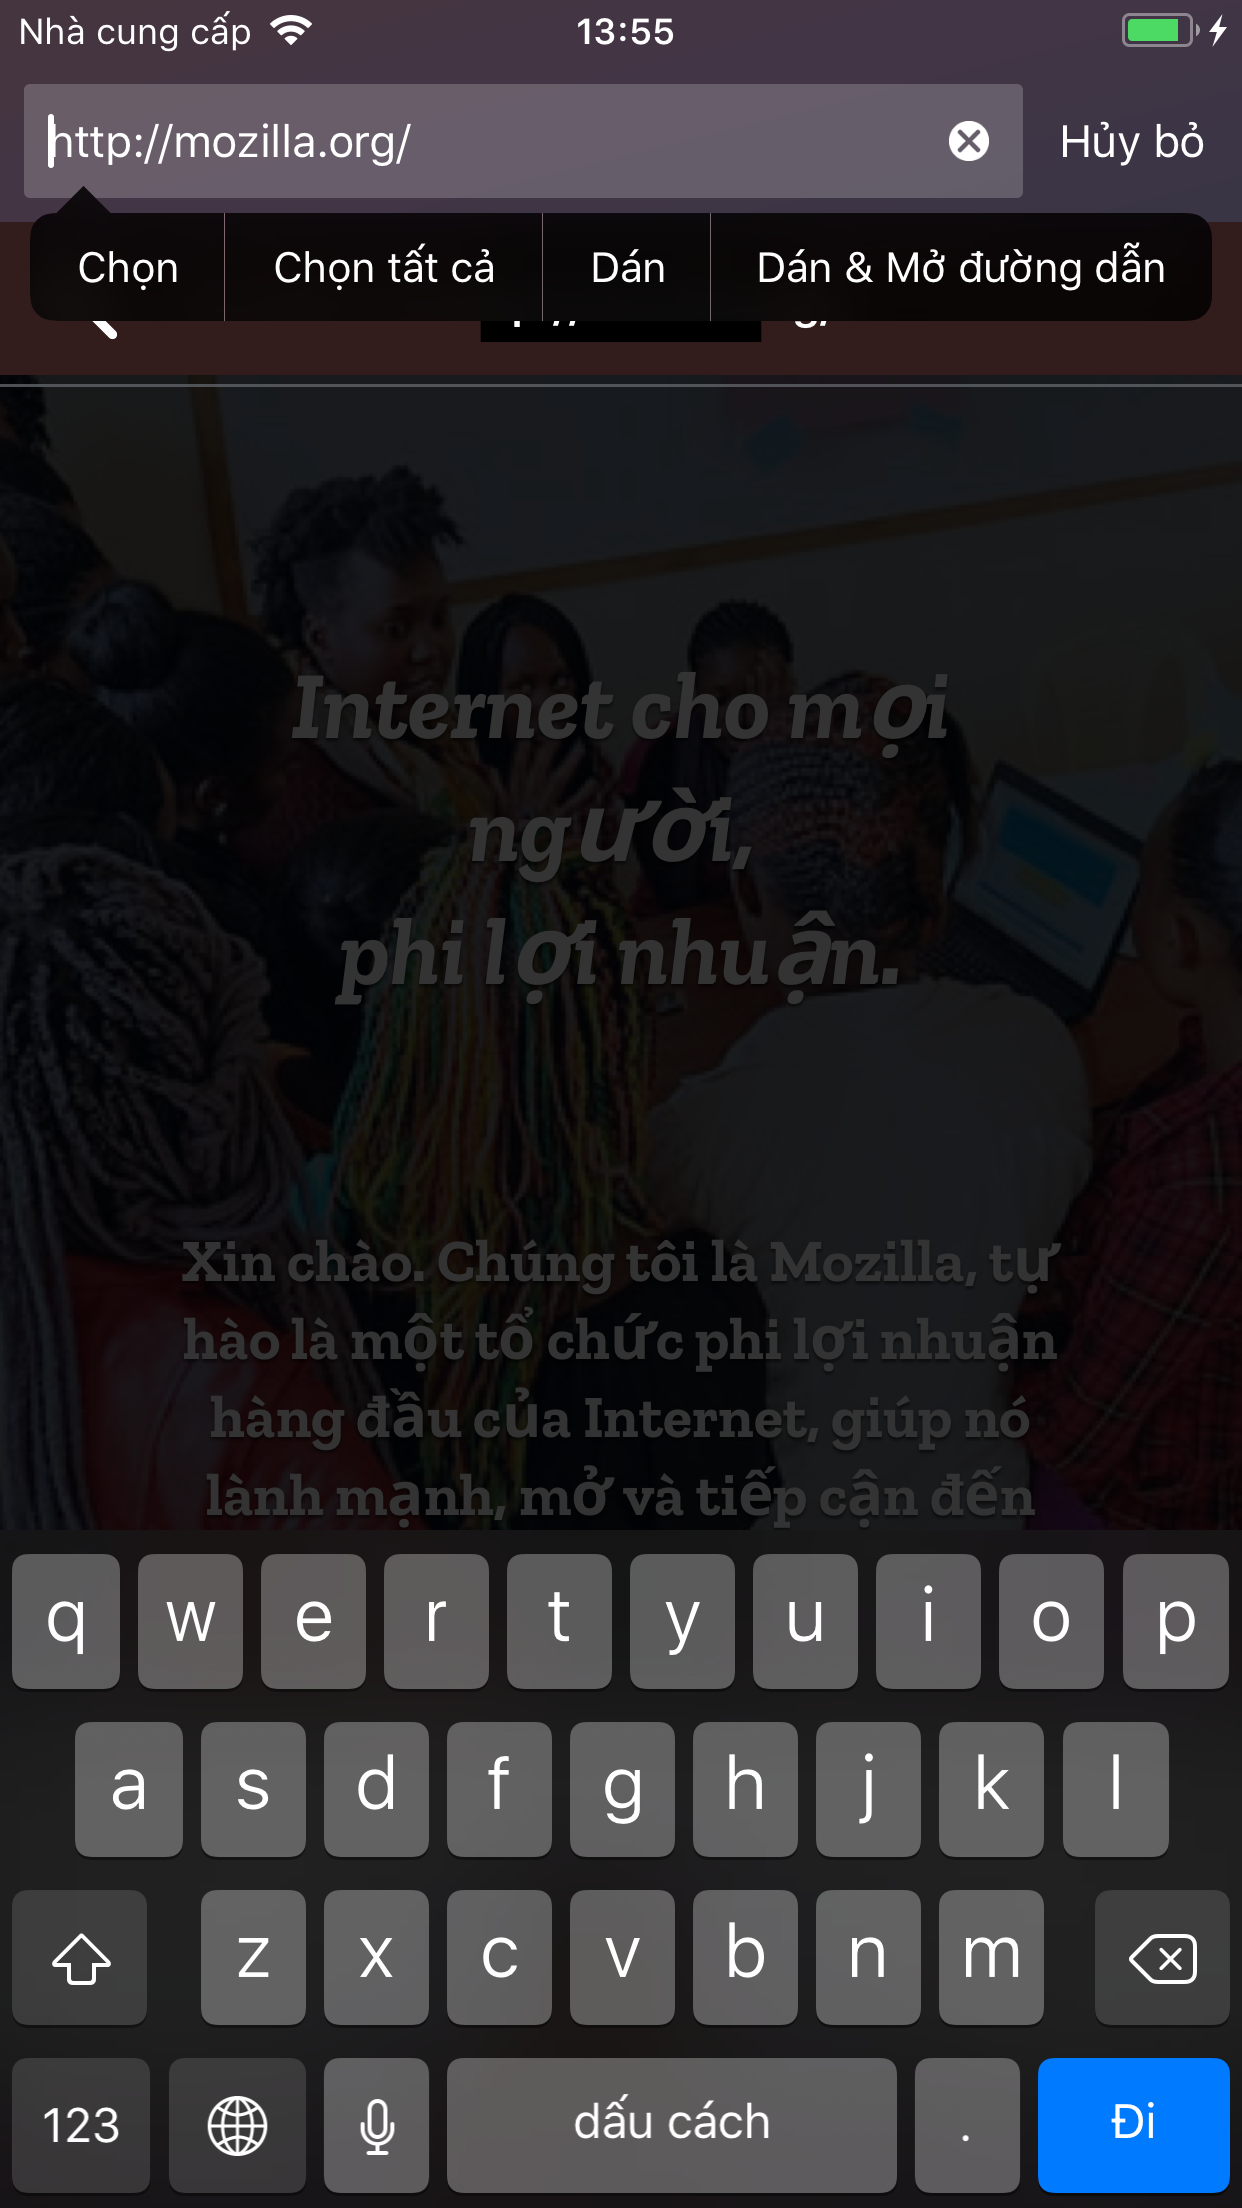 Nhà cung cấp 13:55
http://mozilla.org/ Hủy bỏ
Chọn Chọn tất cả Dán Dán & Mở đường dẫn
Internet cho mọi
người,
phi lợi nhuận.
Xin chào. Chúng tôi là Mozilla, tự
hào là một tổ chức phi lợi nhuận
hàng đầu của Internet, giúp nó
lành mạnh, mở và tiếp cận đến
q w e r t y u i o p
a s d f g h j k l
z x c v b n m
123 dấu cách . Đi